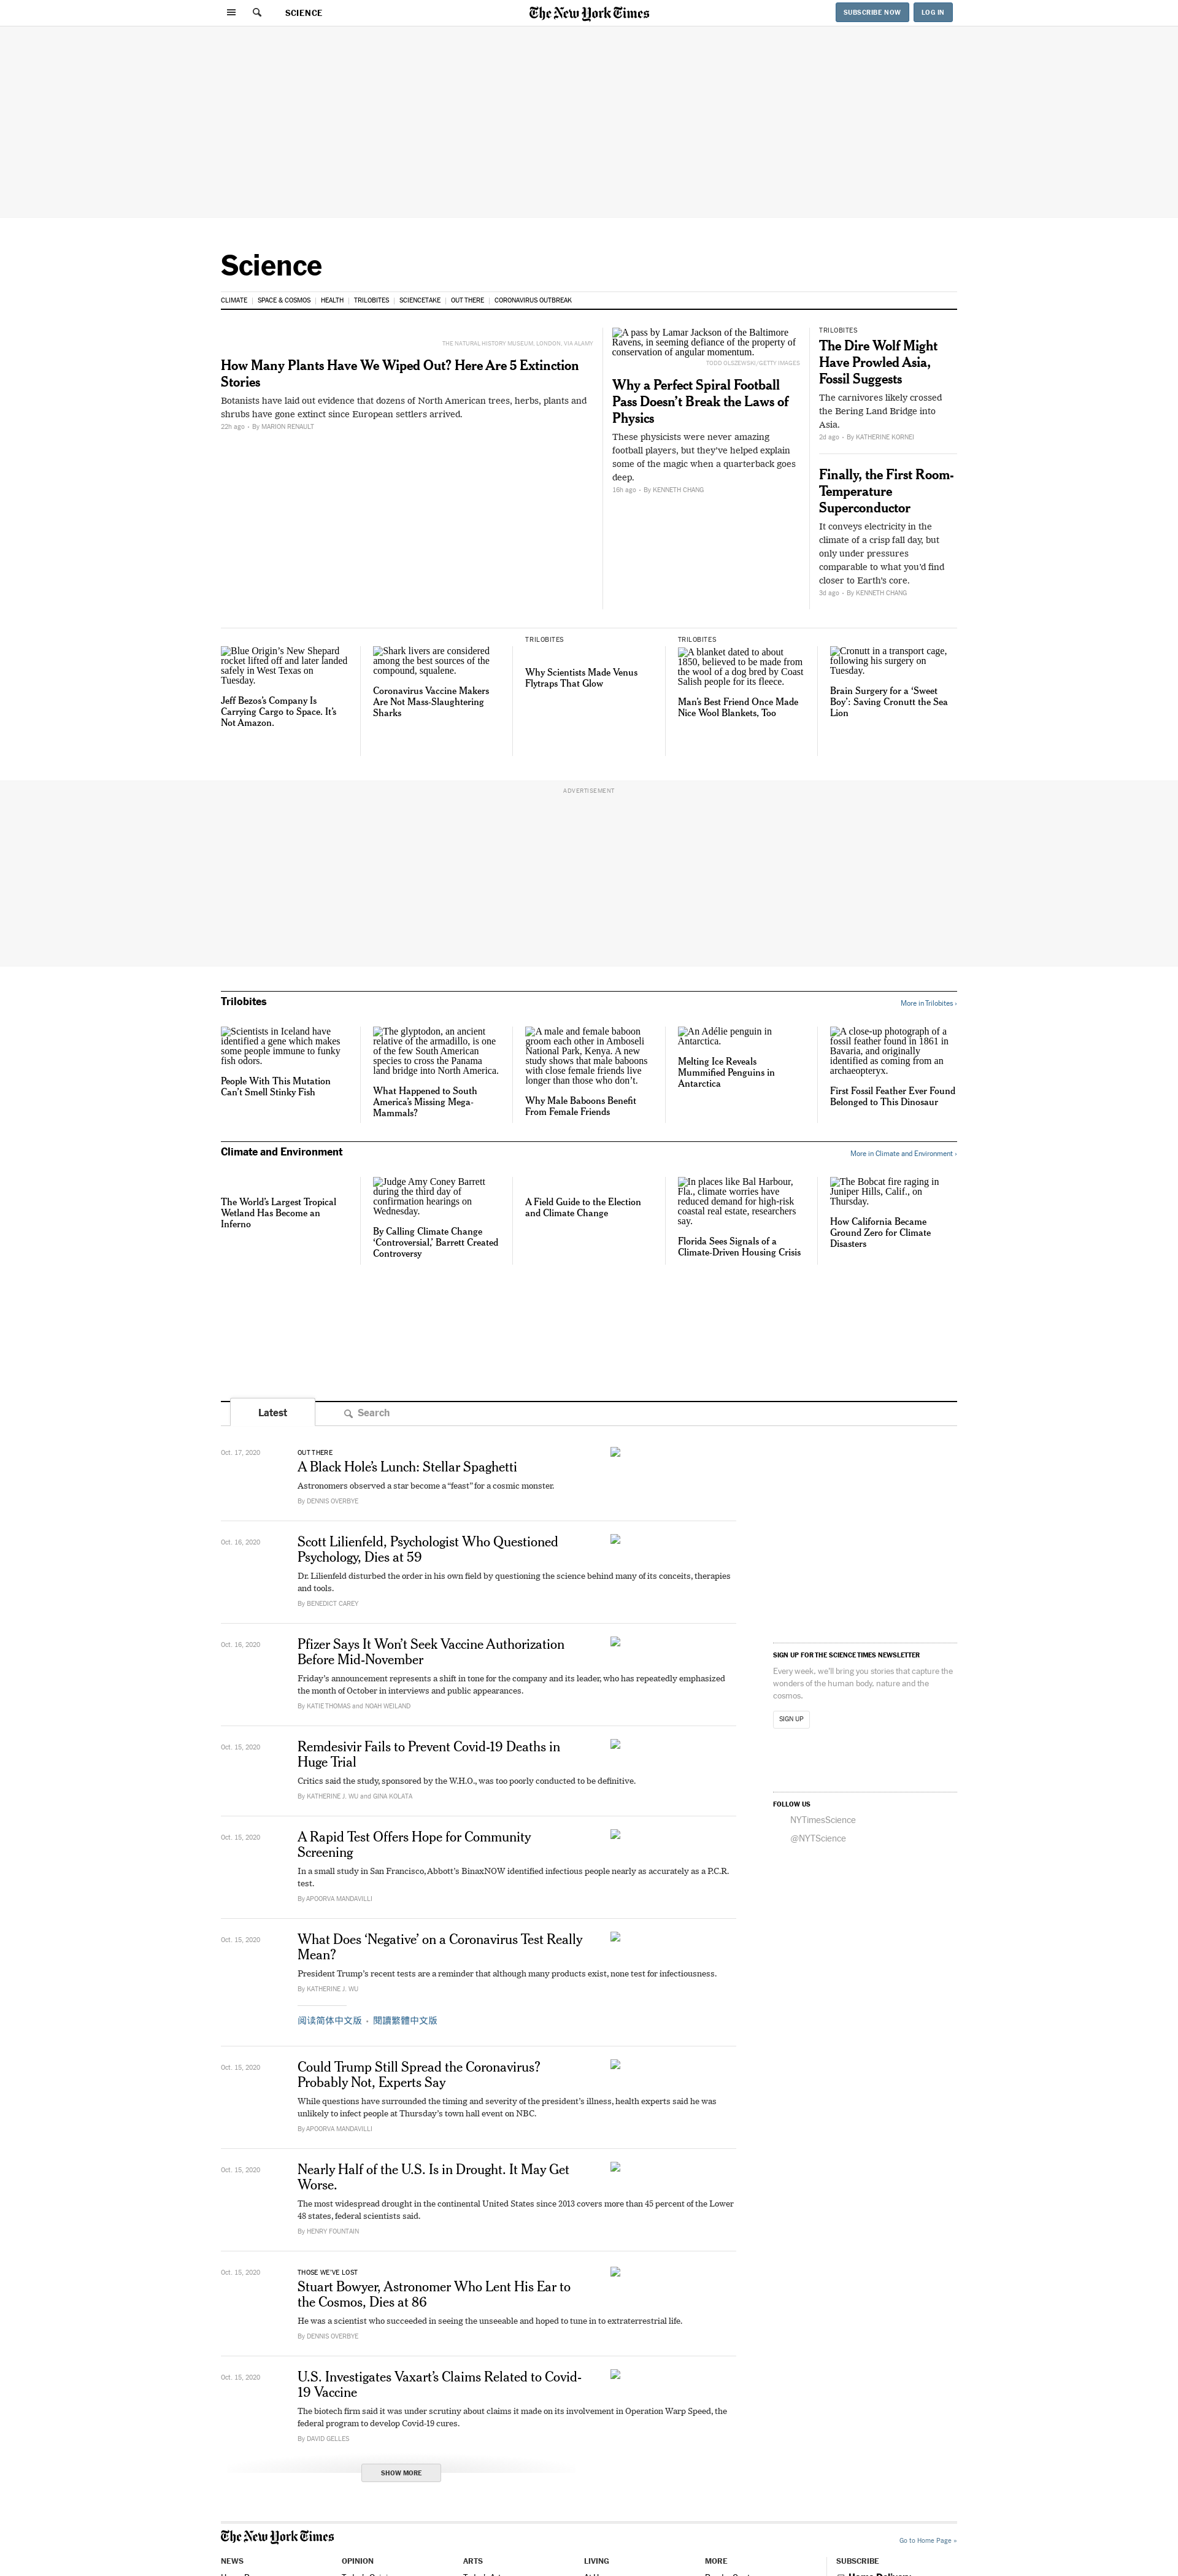 SCIENCE
The New York Times
SUBSCRIBE NOW
LOG IN
Science
CLIMATE
SPACE & COSMOS
HEALTH
TRILOBITES
SCIENCETAKE
OUT THERE
CORONAVIRUS OUTBREAK
THE NATURAL HISTORY MUSEUM, LONDON, VIA ALAMY
How Many Plants Have We Wiped Out? Here Are 5 Extinction
Stories
Botanists have laid out evidence that dozens of North American trees, herbs, plants and
shrubs have gone extinct since European settlers arrived.
22h ago • By MARION RENAULT
A pass by Lamar Jackson of the Baltimore
Ravens, in seeming defiance of the property of
conservation of angular momentum.
TODD OLSZEWSKI/GETTY IMAGES
Why a Perfect Spiral Football
Pass Doesn’t Break the Laws of
Physics
These physicists were never amazing
football players, but they’ve helped explain
some of the magic when a quarterback goes
deep.
16h ago • By KENNETH CHANG
TRILOBITES
The Dire Wolf Might
Have Prowled Asia,
Fossil Suggests
The carnivores likely crossed
the Bering Land Bridge into
Asia.
2d ago • By KATHERINE KORNEI
Finally, the First Room-
Temperature
Superconductor
It conveys electricity in the
climate of a crisp fall day, but
only under pressures
comparable to what you’d find
closer to Earth’s core.
3d ago • By KENNETH CHANG
Blue Origin’s New Shepard
rocket lifted off and later landed
safely in West Texas on
Tuesday.
Jeff Bezos’s Company Is
Carrying Cargo to Space. It’s
Not Amazon.
Shark livers are considered
among the best sources of the
compound, squalene.
Coronavirus Vaccine Makers
Are Not Mass-Slaughtering
Sharks
TRILOBITES
Why Scientists Made Venus
Flytraps That Glow
TRILOBITES
A blanket dated to about
1850, believed to be made from
the wool of a dog bred by Coast
Salish people for its fleece.
Man’s Best Friend Once Made
Nice Wool Blankets, Too
Cronutt in a transport cage,
following his surgery on
Tuesday.
Brain Surgery for a ‘Sweet
Boy’: Saving Cronutt the Sea
Lion
ADVERTISEMENT
Trilobites
More in Trilobites ›
Scientists in Iceland have
identified a gene which makes
some people immune to funky
fish odors.
People With This Mutation
Can’t Smell Stinky Fish
The glyptodon, an ancient
relative of the armadillo, is one
of the few South American
species to cross the Panama
land bridge into North America.
What Happened to South
America’s Missing Mega-
Mammals?
A male and female baboon
groom each other in Amboseli
National Park, Kenya. A new
study shows that male baboons
with close female friends live
longer than those who don’t.
Why Male Baboons Benefit
From Female Friends
An Adélie penguin in
Antarctica.
Melting Ice Reveals
Mummified Penguins in
Antarctica
A close-up photograph of a
fossil feather found in 1861 in
Bavaria, and originally
identified as coming from an
archaeopteryx.
First Fossil Feather Ever Found
Belonged to This Dinosaur
Climate and Environment
More in Climate and Environment ›
The World’s Largest Tropical
Wetland Has Become an
Inferno
Judge Amy Coney Barrett
during the third day of
confirmation hearings on
Wednesday.
By Calling Climate Change
‘Controversial,’ Barrett Created
Controversy
A Field Guide to the Election
and Climate Change
In places like Bal Harbour,
Fla., climate worries have
reduced demand for high-risk
coastal real estate, researchers
say.
Florida Sees Signals of a
Climate-Driven Housing Crisis
The Bobcat fire raging in
Juniper Hills, Calif., on
Thursday.
How California Became
Ground Zero for Climate
Disasters
Latest
Search
Oct. 17, 2020
OUT THERE
A Black Hole’s Lunch: Stellar Spaghetti
Astronomers observed a star become a “feast” for a cosmic monster.
By DENNIS OVERBYE
Oct. 16, 2020
Scott Lilienfeld, Psychologist Who Questioned
Psychology, Dies at 59
Dr. Lilienfeld disturbed the order in his own field by questioning the science behind many of its conceits, therapies
and tools.
By BENEDICT CAREY
Oct. 16, 2020
Pfizer Says It Won’t Seek Vaccine Authorization
Before Mid-November
Friday’s announcement represents a shift in tone for the company and its leader, who has repeatedly emphasized
the month of October in interviews and public appearances.
By KATIE THOMAS and NOAH WEILAND
SIGN UP FOR THE SCIENCE TIMES NEWSLETTER
Every week, we’ll bring you stories that capture the
wonders of the human body, nature and the
cosmos.
SIGN UP
Oct. 15, 2020
Remdesivir Fails to Prevent Covid-19 Deaths in
Huge Trial
Critics said the study, sponsored by the W.H.O., was too poorly conducted to be definitive.
By KATHERINE J. WU and GINA KOLATA
FOLLOW US
NYTimesScience
@NYTScience
Oct. 15, 2020
A Rapid Test Offers Hope for Community
Screening
In a small study in San Francisco, Abbott’s BinaxNOW identified infectious people nearly as accurately as a P.C.R.
test.
By APOORVA MANDAVILLI
Oct. 15, 2020
What Does ‘Negative’ on a Coronavirus Test Really
Mean?
President Trump’s recent tests are a reminder that although many products exist, none test for infectiousness.
By KATHERINE J. WU
阅读简体中文版 • 閱讀繁體中文版
Oct. 15, 2020
Could Trump Still Spread the Coronavirus?
Probably Not, Experts Say
While questions have surrounded the timing and severity of the president’s illness, health experts said he was
unlikely to infect people at Thursday’s town hall event on NBC.
By APOORVA MANDAVILLI
Oct. 15, 2020
Nearly Half of the U.S. Is in Drought. It May Get
Worse.
The most widespread drought in the continental United States since 2013 covers more than 45 percent of the Lower
48 states, federal scientists said.
By HENRY FOUNTAIN
Oct. 15, 2020
THOSE WE’VE LOST
Stuart Bowyer, Astronomer Who Lent His Ear to
the Cosmos, Dies at 86
He was a scientist who succeeded in seeing the unseeable and hoped to tune in to extraterrestrial life.
By DENNIS OVERBYE
Oct. 15, 2020
U.S. Investigates Vaxart’s Claims Related to Covid-
19 Vaccine
The biotech firm said it was under scrutiny about claims it made on its involvement in Operation Warp Speed, the
federal program to develop Covid-19 cures.
By DAVID GELLES
SHOW MORE
The New York Times
Go to Home Page »
NEWS
OPINION
ARTS
LIVING
MORE
SUBSCRIBE